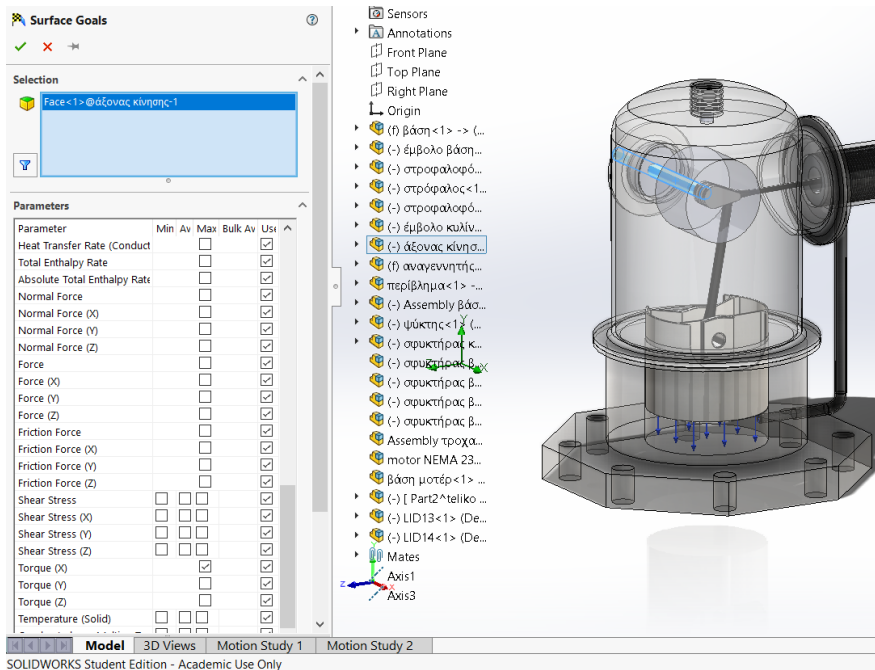 Surface Goals
Selection
Face<1>@άξονας κίνησης-1
Parameters
Parameter Min Av Max Bulk Av Use
Heat Transfer Rate (Conduct
Total Enthalpy Rate
Absolute Total Enthalpy Rate
Normal Force
Normal Force (X)
Normal Force (Y)
Normal Force (Z)
Force
Force (X)
Force (Y)
Force (Z)
Friction Force
Friction Force (X)
Friction Force (Y)
Friction Force (Z)
Shear Stress
Shear Stress (X)
Shear Stress (Y)
Shear Stress (Z)
Torque (X)
Torque (Y)
Torque (Z)
Temperature (Solid)
Sensors
Annotations
Front Plane
Top Plane
Right Plane
Origin
(f) βάση<1> -> (...
(-) έμβολο βάση...
(-) στροφαλοφό...
(-) στρόφαλος<1...
(-) στροφαλοφό...
(-) έμβολο κυλίν...
(-) άξονας κίνησ...
(f) αναγεννητής...
περίβλημα<1> -...
(-) Assembly βάσ...
(-) ψύκτης<1> (...
(-) σφυκτήρας κ...
(-) σφυκτήρας β...
(-) σφυκτήρας β...
(-) σφυκτήρας β...
(-) σφυκτήρας β...
Assembly τροχα...
motor NEMA 23...
βάση μοτέρ<1> ...
(-) [ Part2^teliko ...
(-) LID13<1> (De...
(-) LID14<1> (De...
Mates
Axis1
Axis3
Y
Z
X
z
x
Model 3D Views Motion Study 1 Motion Study 2
SOLIDWORKS Student Edition - Academic Use Only